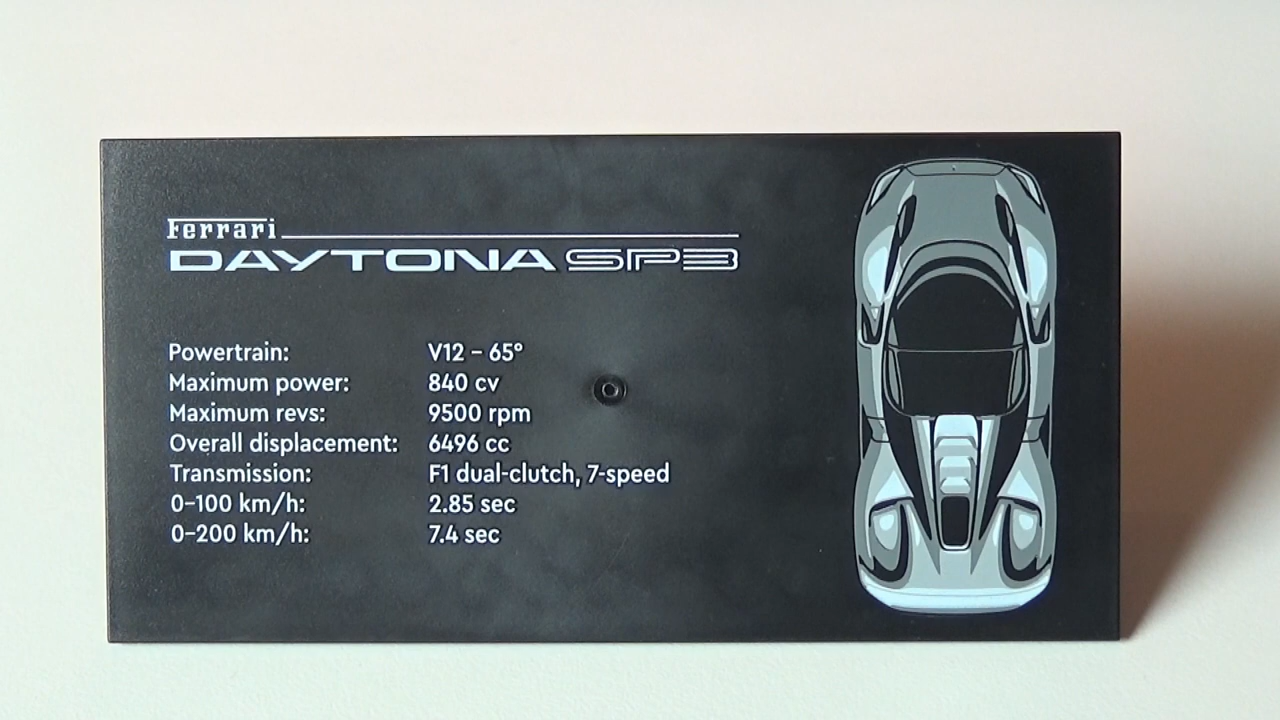 Ferrari
DAYTONA SP3
Powertrain: V12 – 65°
Maximum power: 840 cv
Maximum revs: 9500 rpm
Overall displacement: 6496 cc
Transmission: F1 dual-clutch, 7-speed
0–100 km/h: 2.85 sec
0–200 km/h: 7.4 sec